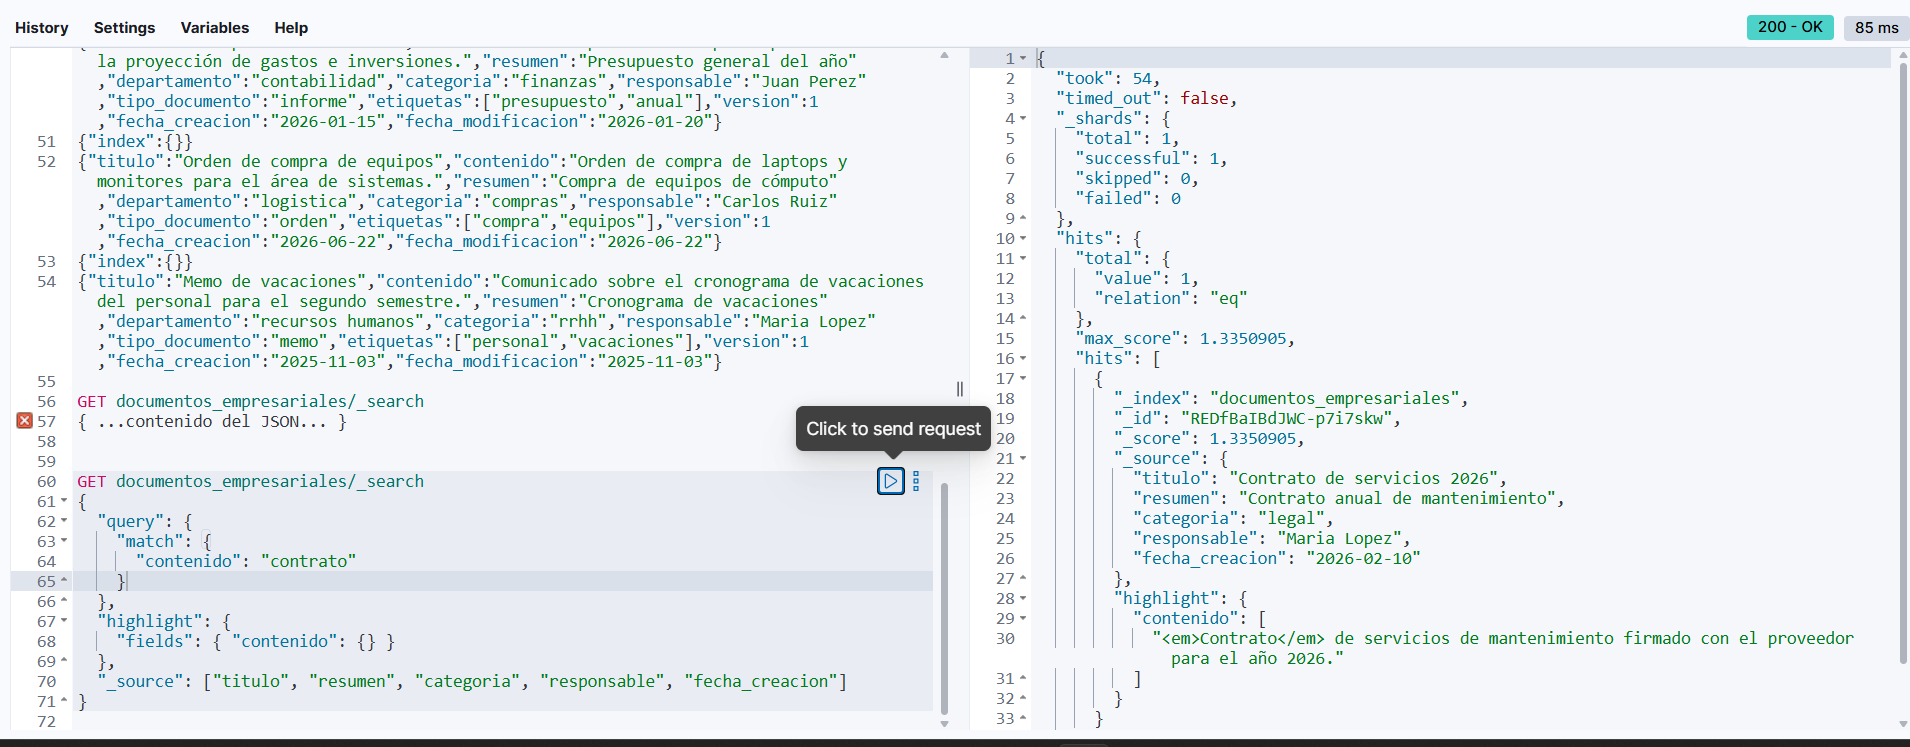 History Settings Variables Help
200 - OK 85 ms
{
la proyección de gastos e inversiones.","resumen":"Presupuesto general del año"
,"departamento":"contabilidad","categoria":"finanzas","responsable":"Juan Perez"
,"tipo_documento":"informe","etiquetas":["presupuesto","anual"],"version":1
,"fecha_creacion":"2026-01-15","fecha_modificacion":"2026-01-20"}
51 {"index":{}}
52 {"titulo":"Orden de compra de equipos","contenido":"Orden de compra de laptops y
monitores para el área de sistemas.","resumen":"Compra de equipos de cómputo"
,"departamento":"logistica","categoria":"compras","responsable":"Carlos Ruiz"
,"tipo_documento":"orden","etiquetas":["compra","equipos"],"version":1
,"fecha_creacion":"2026-06-22","fecha_modificacion":"2026-06-22"}
53 {"index":{}}
54 {"titulo":"Memo de vacaciones","contenido":"Comunicado sobre el cronograma de vacaciones
del personal para el segundo semestre.","resumen":"Cronograma de vacaciones"
,"departamento":"recursos humanos","categoria":"rrhh","responsable":"Maria Lopez"
,"tipo_documento":"memo","etiquetas":["personal","vacaciones"],"version":1
,"fecha_creacion":"2025-11-03","fecha_modificacion":"2025-11-03"}
55
56 GET documentos_empresariales/_search
57 { ...contenido del JSON... }
58
59
Click to send request
60 GET documentos_empresariales/_search
61 {
62 "query": {
63 "match": {
64 "contenido": "contrato"
65 }
66 },
67 "highlight": {
68 "fields": { "contenido": {} }
69 },
70 "_source": ["titulo", "resumen", "categoria", "responsable", "fecha_creacion"]
71 }
72
1 {
2 "took": 54,
3 "timed_out": false,
4 "_shards": {
5 "total": 1,
6 "successful": 1,
7 "skipped": 0,
8 "failed": 0
9 },
10 "hits": {
11 "total": {
12 "value": 1,
13 "relation": "eq"
14 },
15 "max_score": 1.3350905,
16 "hits": [
17 {
18 "_index": "documentos_empresariales",
19 "_id": "REDfBaIBdJWC-p7i7skw",
20 "_score": 1.3350905,
21 "_source": {
22 "titulo": "Contrato de servicios 2026",
23 "resumen": "Contrato anual de mantenimiento",
24 "categoria": "legal",
25 "responsable": "Maria Lopez",
26 "fecha_creacion": "2026-02-10"
27 },
28 "highlight": {
29 "contenido": [
30 "<em>Contrato</em> de servicios de mantenimiento firmado con el proveedor
para el año 2026."
31 ]
32 }
33 }